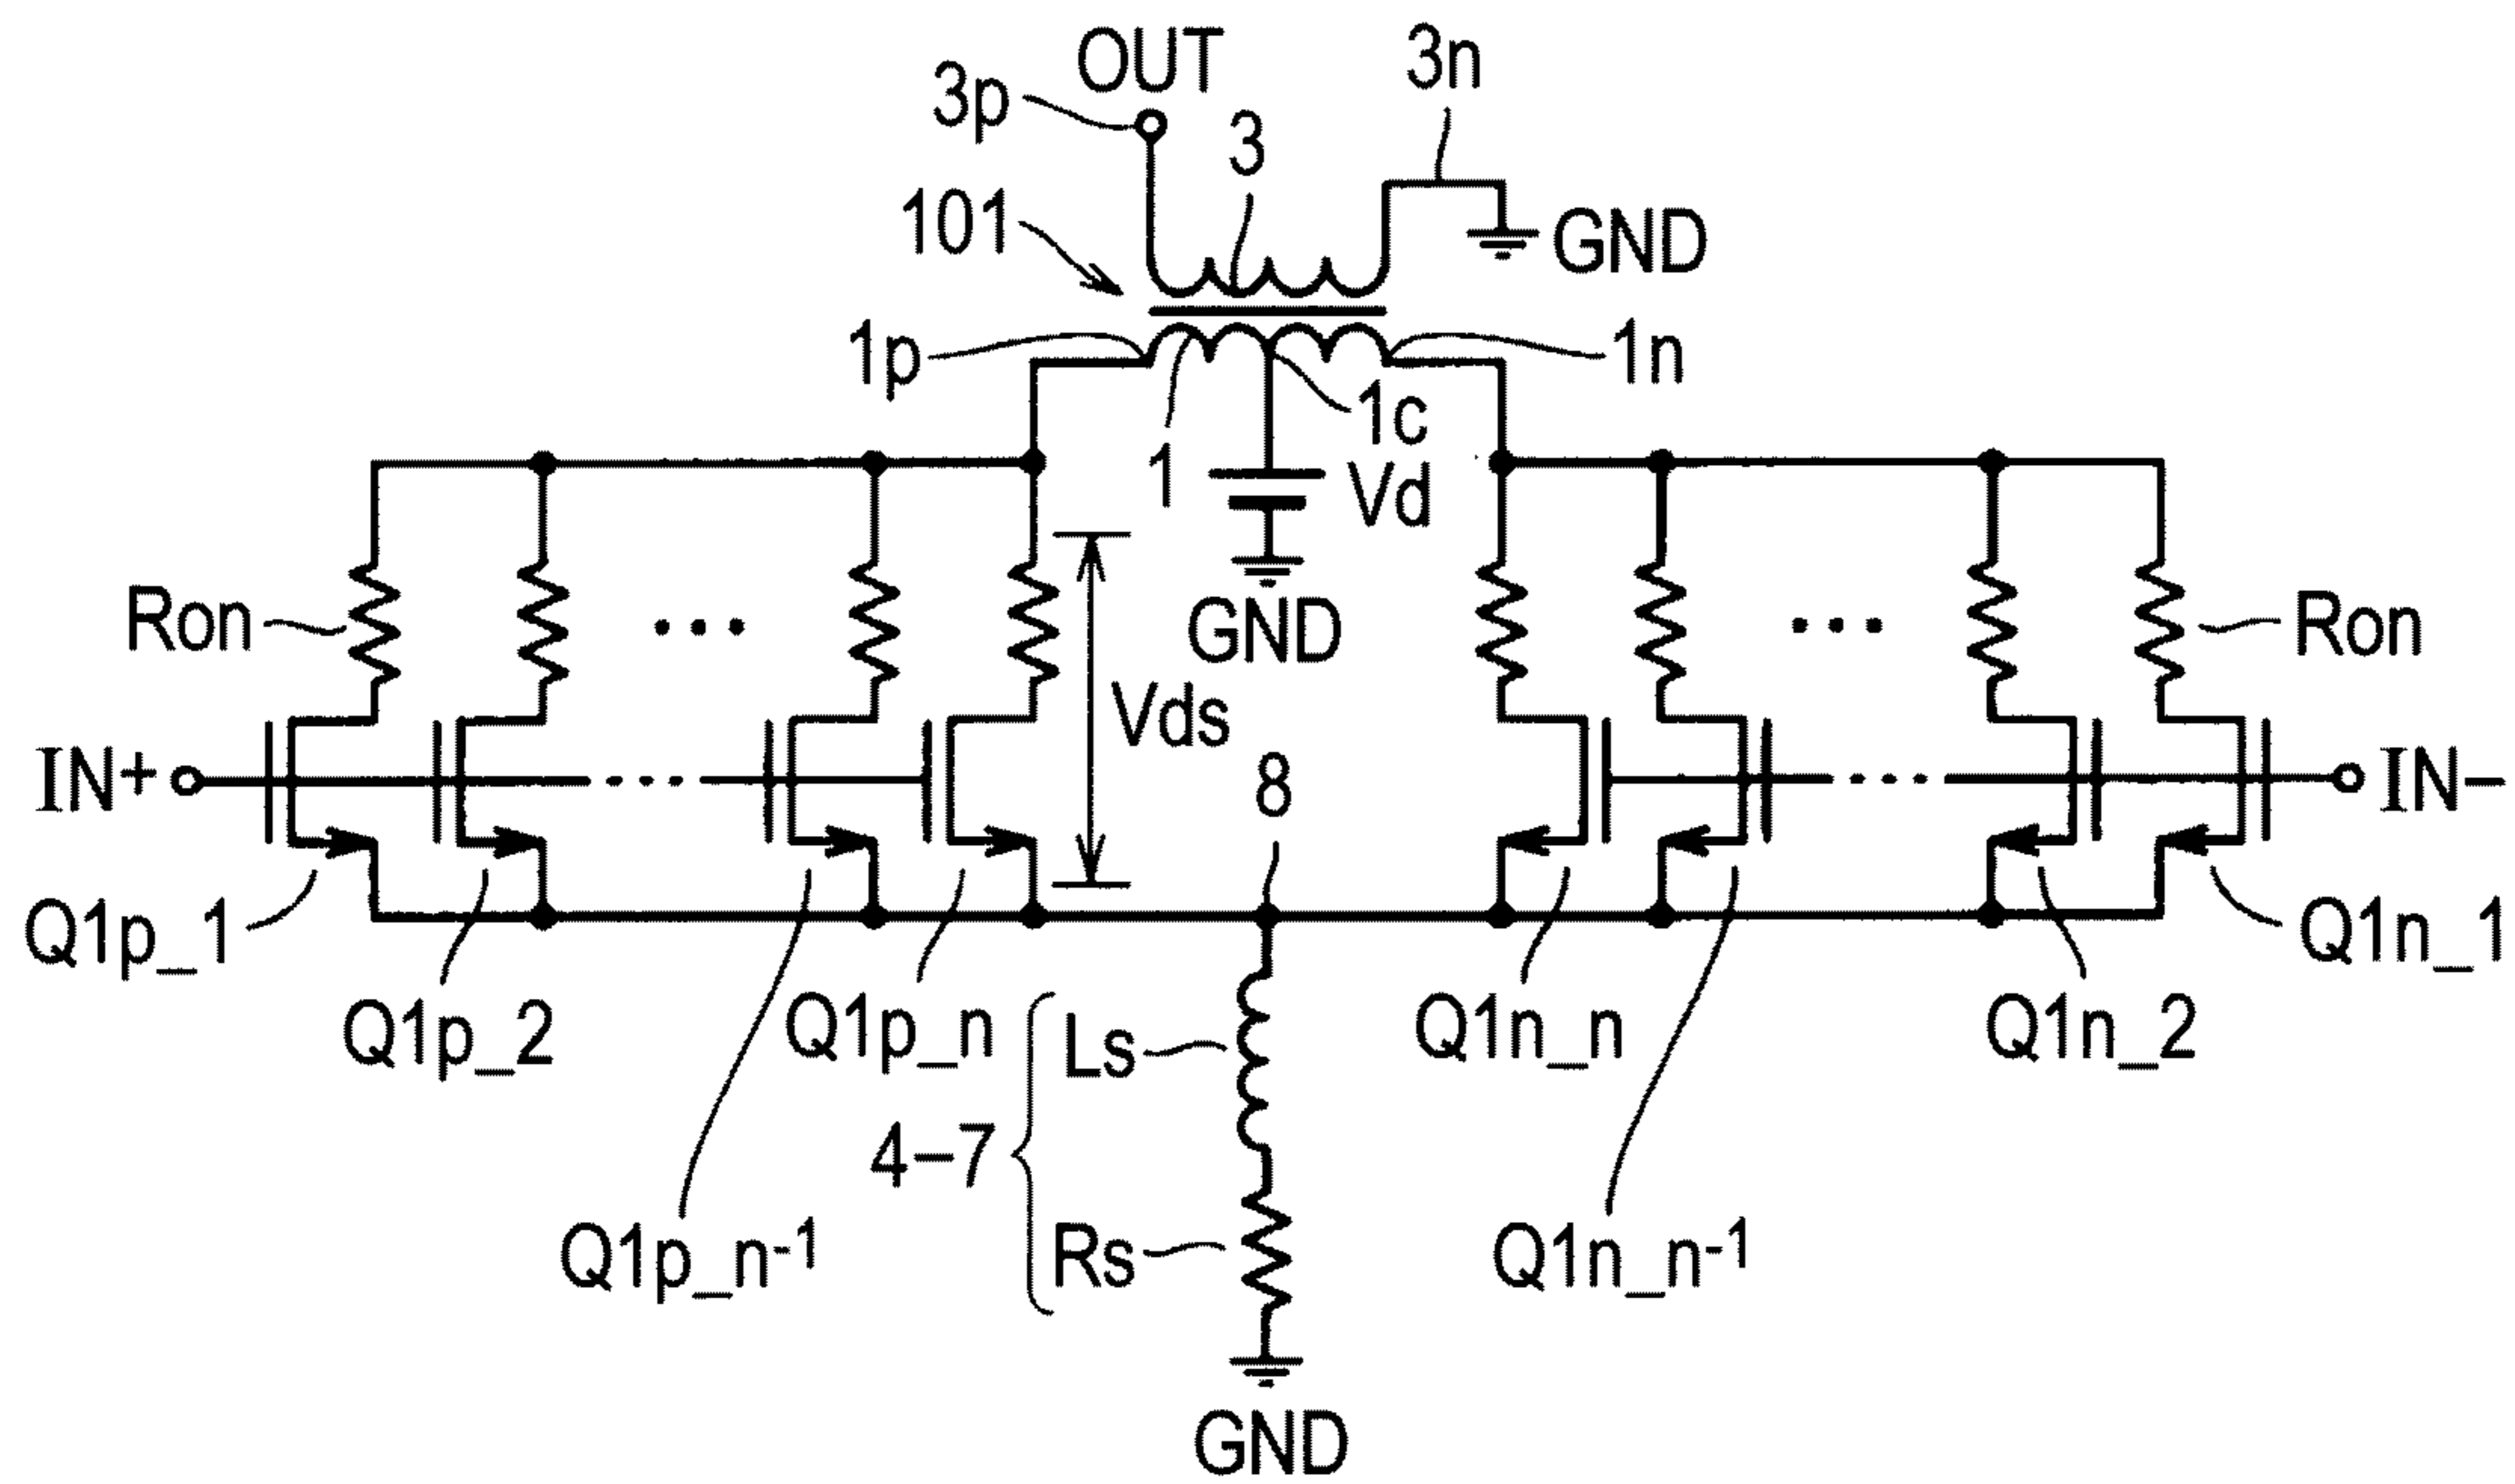 OUT
3n
3p
3
101
GND
1p
1n
1c
1
Vd
Ron
GND
Ron
Vds
IN+
8
IN−
Q1p_1
Q1n_1
Q1p_2
Q1p_n
Ls
Q1n_n
Q1n_2
4−7
Q1p_n-1
Rs
Q1n_n-1
GND